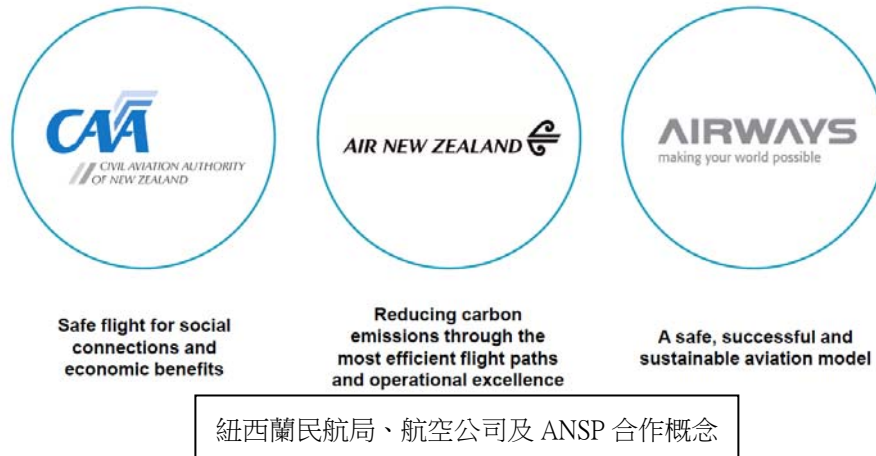 CAA
CIVIL AVIATION AUTHORITY
OF NEW ZEALAND
AIR NEW ZEALAND
AIRWAYS
making your world possible
Safe flight for social
connections and
economic benefits
Reducing carbon
emissions through the
most efficient flight paths
and operational excellence
A safe, successful and
sustainable aviation model
紐西蘭民航局、航空公司及 ANSP 合作概念